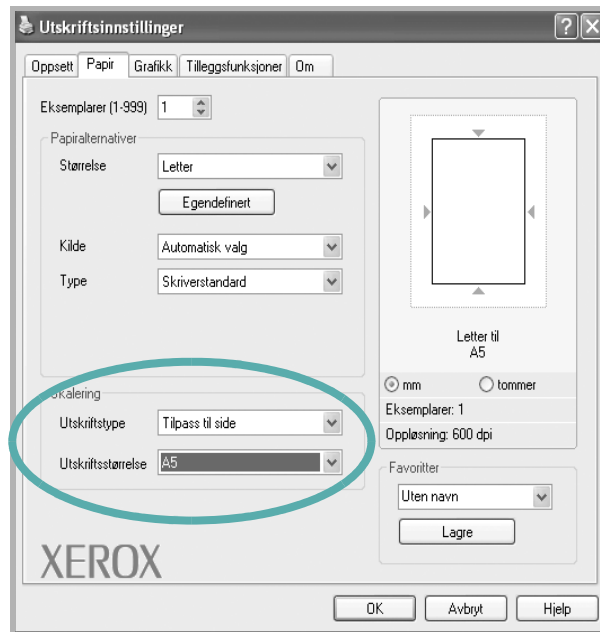 Utskriftsinnstillinger
Oppsett Papir Grafikk Tilleggsfunksjoner Om
Eksemplarer (1-999) 1
Papiralternativer
Størrelse Letter
Egendefinert
Kilde Automatisk valg
Type Skriverstandard
Letter til
A5
mm tommer
Eksemplarer: 1
Oppløsning: 600 dpi
Skalering
Utskriftstype Tilpass til side
Utskriftsstørrelse A5
Favoritter
Uten navn
Lagre
XEROX
OK Avbryt Hjelp